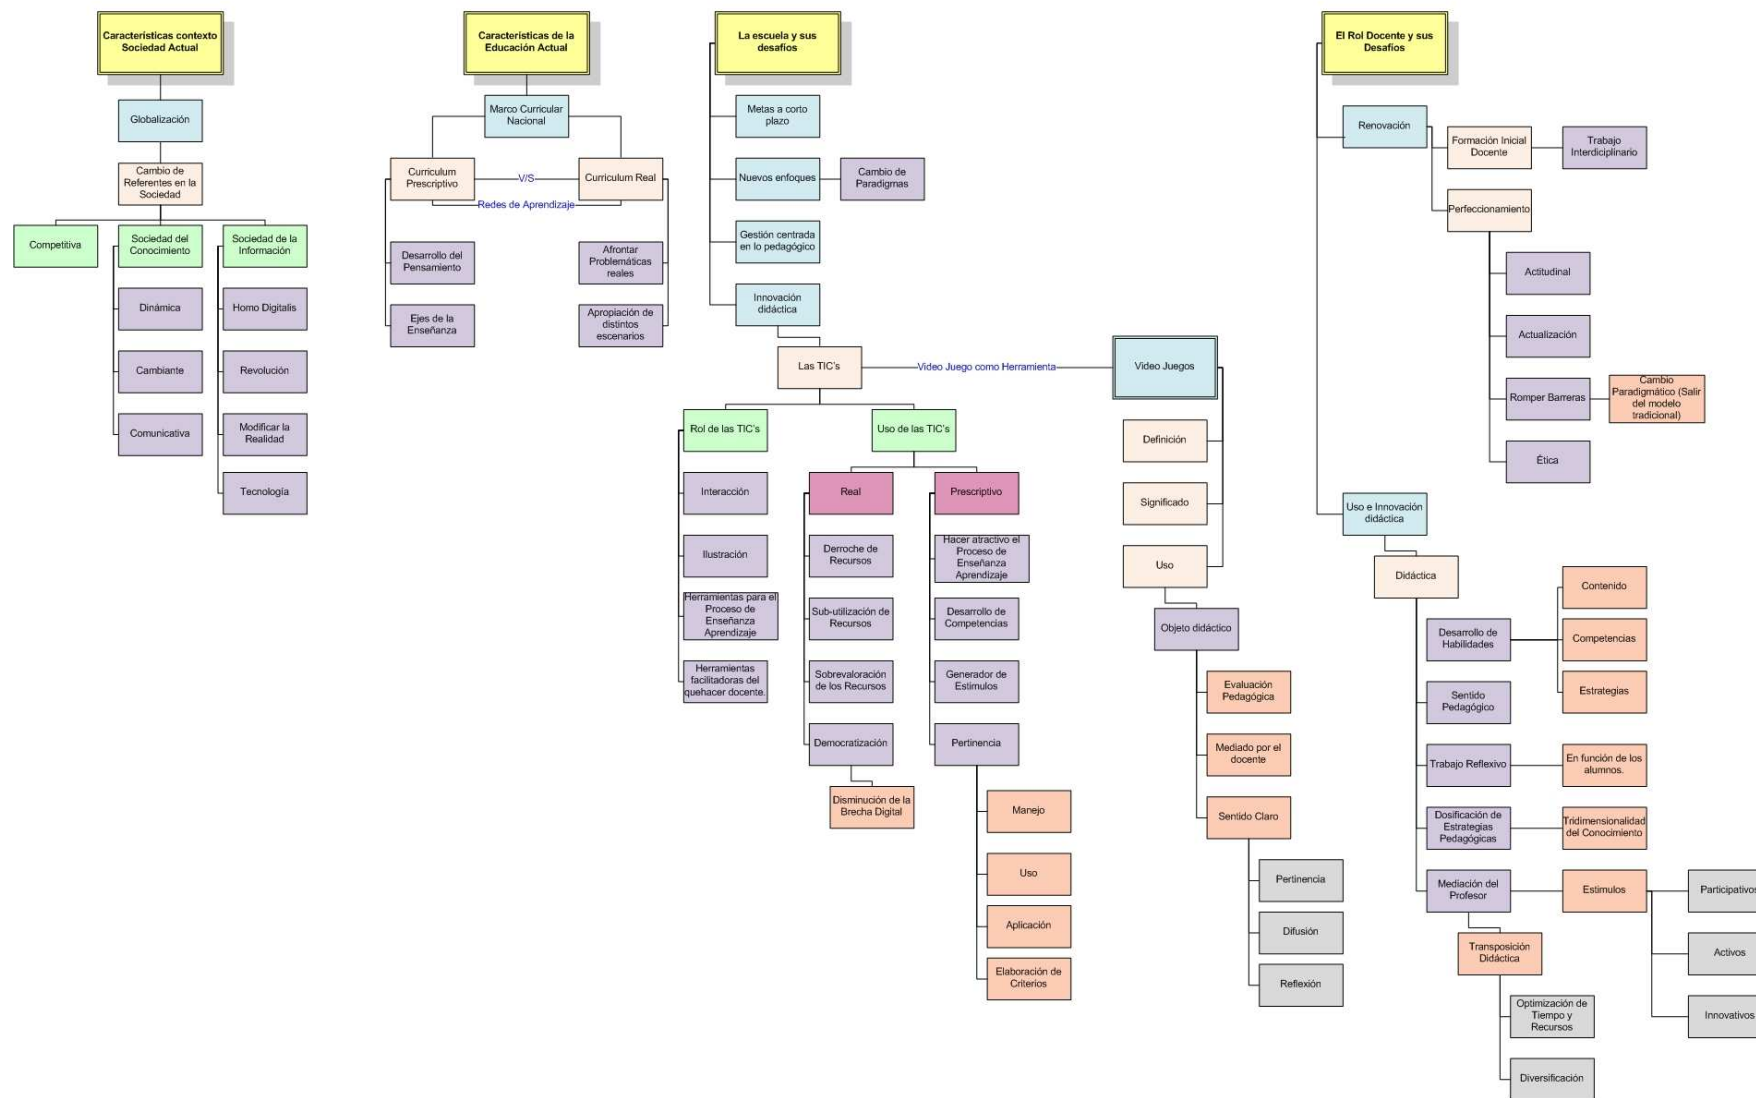 Características contexto
Sociedad Actual
Globalización
Cambio de
Referentes en la
Sociedad
Competitiva
Sociedad del
Conocimiento
Dinámica
Cambiante
Comunicativa
Sociedad de la
Información
Homo Digitalis
Revolución
Modificar la
Realidad
Tecnología
Características de la
Educación Actual
Marco Curricular
Nacional
Curriculum
Prescriptivo
V/S
Curriculum Real
Redes de Aprendizaje
Desarrollo del
Pensamiento
Ejes de la
Enseñanza
Afrontar
Problemáticas
reales
Apropiación de
distintos
escenarios
La escuela y sus
desafíos
Metas a corto
plazo
Nuevos enfoques
Cambio de
Paradigmas
Gestión centrada
en lo pedagógico
Innovación
didáctica
Las TIC's
Video Juego como Herramienta
Video Juegos
Rol de las TIC's
Interacción
Ilustración
Herramientas para el
Proceso de
Enseñanza
Aprendizaje
Herramientas
facilitadoras del
quehacer docente.
Uso de las TIC's
Real
Derroche de
Recursos
Sub-utilización de
Recursos
Sobrevaloración
de los Recursos
Democratización
Disminución de la
Brecha Digital
Prescriptivo
Hacer atractivo el
Proceso de
Enseñanza
Aprendizaje
Desarrollo de
Competencias
Generador de
Estimulos
Pertinencia
Manejo
Uso
Aplicación
Elaboración de
Criterios
Definición
Significado
Uso
Objeto didáctico
Evaluación
Pedagógica
Mediado por el
docente
Sentido Claro
Pertinencia
Difusión
Reflexión
El Rol Docente y sus
Desafíos
Renovación
Formación Inicial
Docente
Trabajo
Interdiciplinario
Perfeccionamiento
Actitudinal
Actualización
Romper Barreras
Cambio
Paradigmático (Salir
del modelo
tradicional)
Ética
Uso e Innovación
didáctica
Didáctica
Desarrollo de
Habilidades
Contenido
Competencias
Estrategias
Sentido
Pedagógico
Trabajo Reflexivo
En función de los
alumnos.
Dosificación de
Estrategias
Pedagógicas
Tridimensionalidad
del Conocimiento
Mediación del
Profesor
Estimulos
Participativos
Activos
Innovativos
Transposición
Didáctica
Optimización de
Tiempo y
Recursos
Diversificación